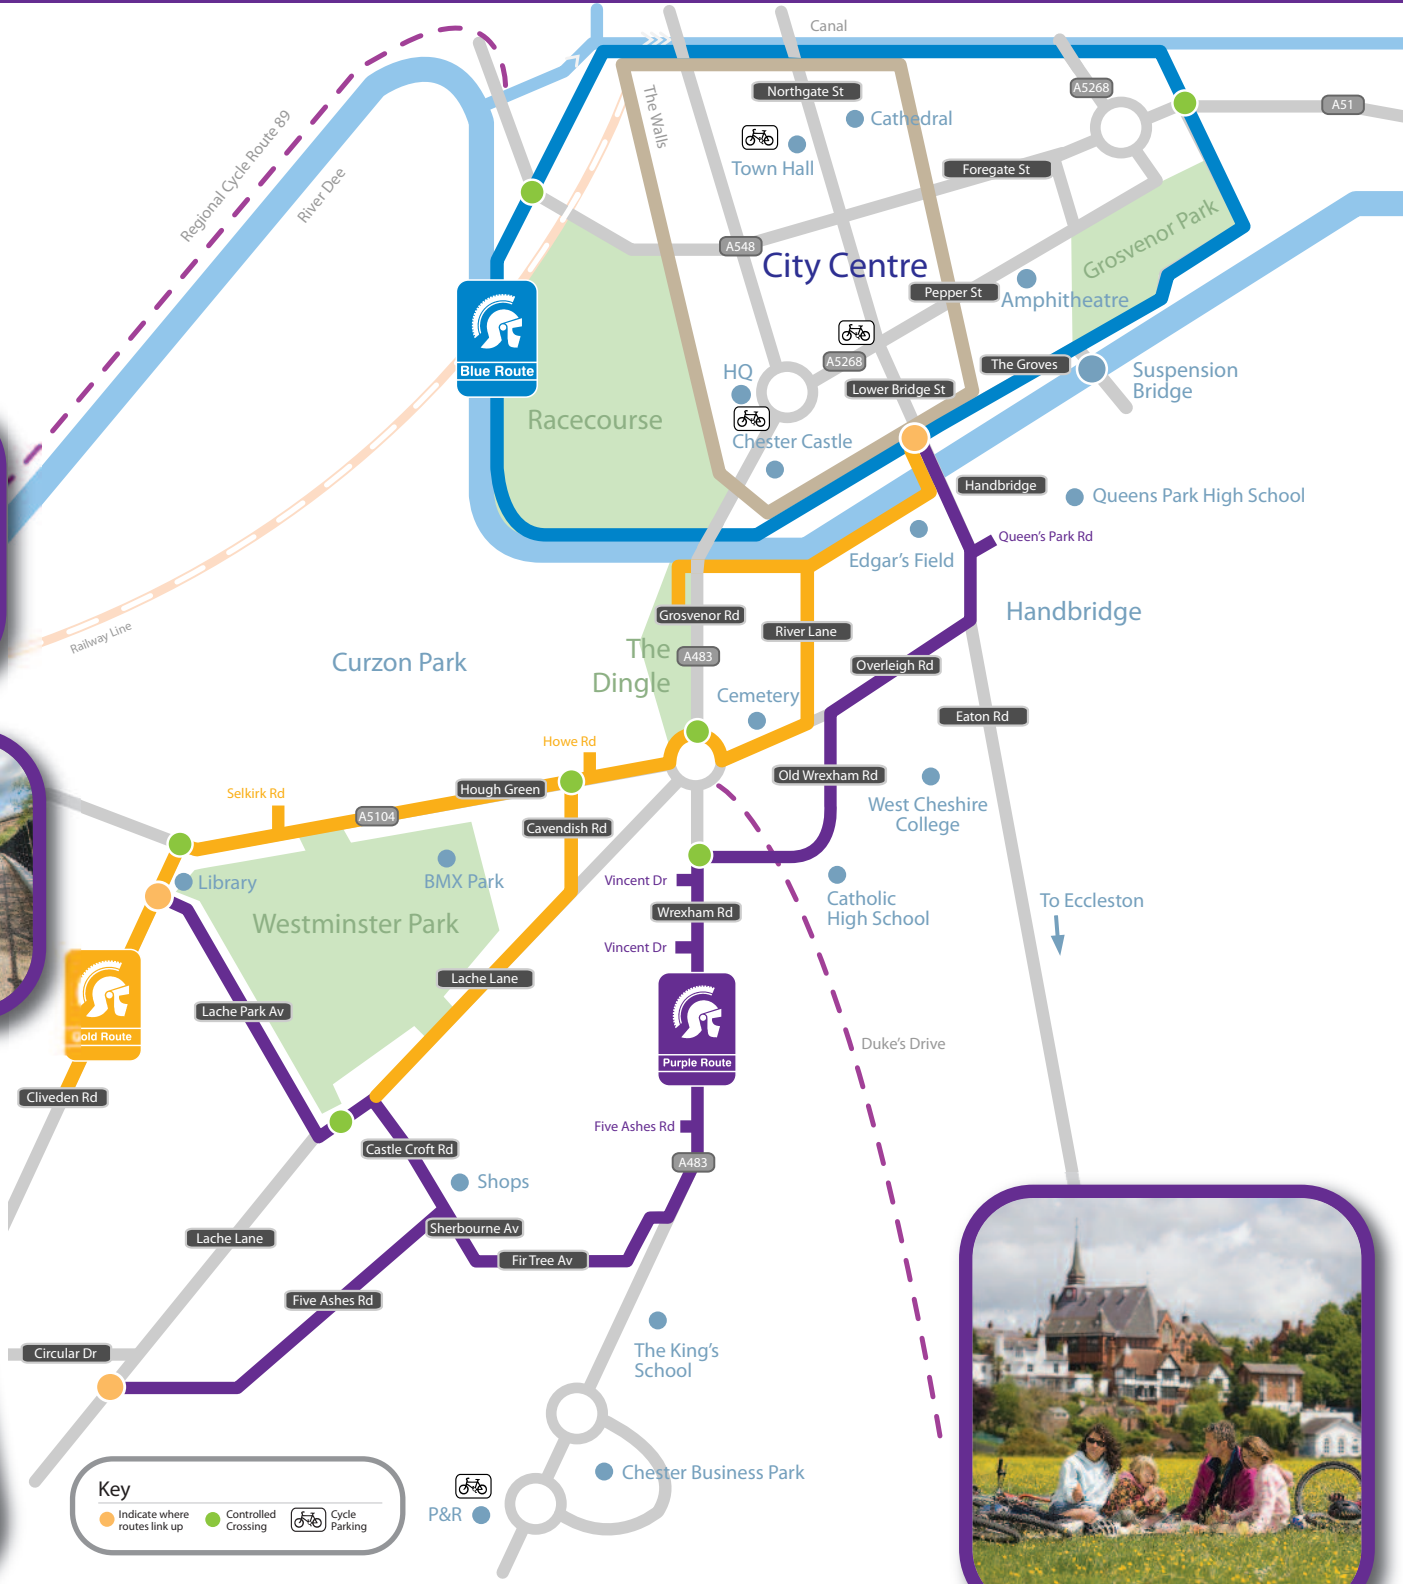 Canal
A5268
A51
Northgate St
The Walls
Cathedral
Town Hall
Regional Cycle Route 89
River Dee
Foregate St
Grosvenor Park
A548
City Centre
Pepper St
Amphitheatre
Blue Route
A5268
The Groves
Suspension
Bridge
HQ
Lower Bridge St
Racecourse
Chester Castle
Handbridge
Queens Park High School
Queen's Park Rd
Edgar's Field
Handbridge
Grosvenor Rd
River Lane
Railway Line
Curzon Park
The
Dingle
A483
Overleigh Rd
Cemetery
Eaton Rd
Howe Rd
Old Wrexham Rd
Selkirk Rd
Hough Green
A5104
Cavendish Rd
West Cheshire
College
Library
BMX Park
Vincent Dr
Catholic
High School
To Eccleston
Westminster Park
Wrexham Rd
Vincent Dr
Lache Lane
Lache Park Av
Gold Route
Purple Route
Duke's Drive
Cliveden Rd
Five Ashes Rd
Castle Croft Rd
A483
Shops
Sherbourne Av
Lache Lane
Fir Tree Av
Five Ashes Rd
Circular Dr
The King's
School
Chester Business Park
P&R
Key
Indicate where
routes link up
Controlled
Crossing
Cycle
Parking